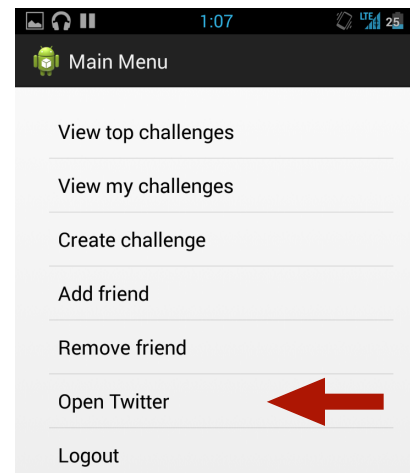 1:07 LTE 25
Main Menu
View top challenges
View my challenges
Create challenge
Add friend
Remove friend
Open Twitter
Logout